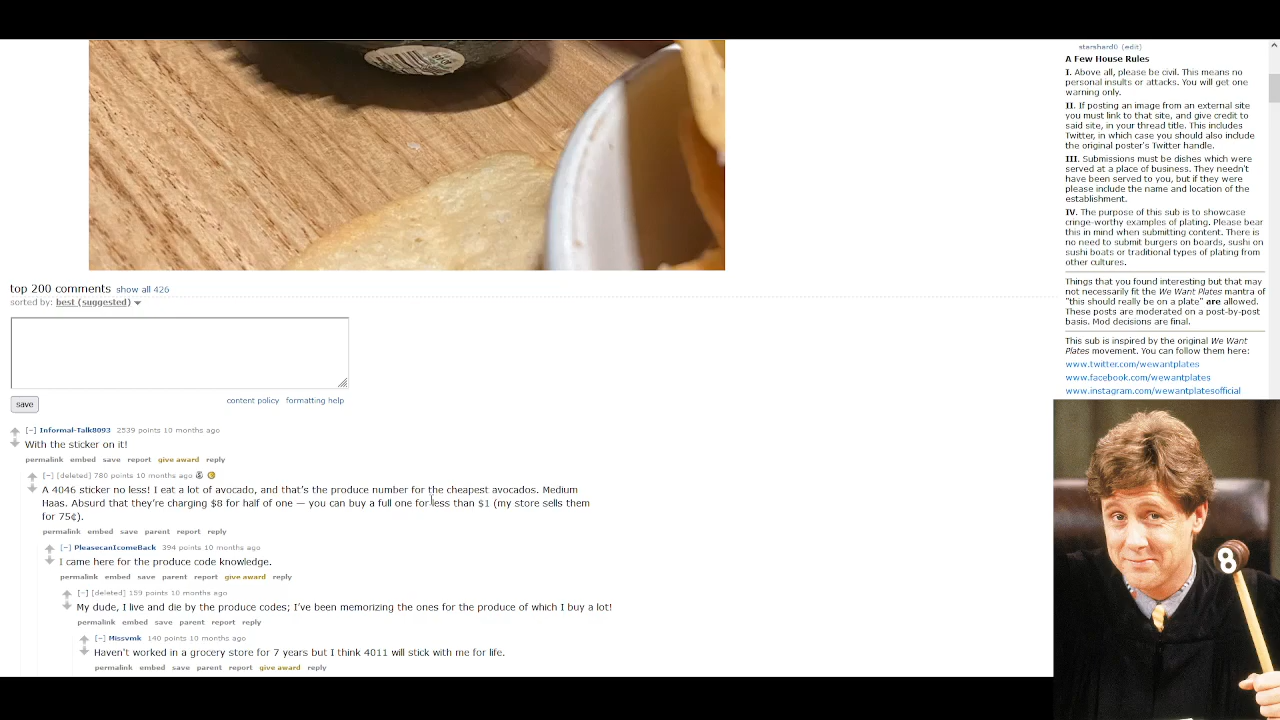 starshard0 (edit)
A Few House Rules
I. Above all, please be civil. This means no
personal insults or attacks. You will get one
warning only.
II. If posting an image from an external site
you must link to that site, and give credit to
said site, in your thread title. This includes
Twitter, in which case you should also include
the original poster's Twitter handle.
III. Submissions must be dishes which were
served at a place of business. They needn't
have been served to you, but if they were
please include the name and location of the
establishment.
IV. The purpose of this sub is to showcase
cringe-worthy examples of plating. Please bear
this in mind when submitting content. There is
no need to submit burgers on boards, sushi on
sushi boats or traditional types of plating from
other cultures.
Things that you found interesting but that may
not necessarily fit the We Want Plates mantra of
"this should really be on a plate" are allowed.
These posts are moderated on a post-by-post
basis. Mod decisions are final.
This sub is inspired by the original We Want
Plates movement. You can follow them here:
www.twitter.com/wewantplates
www.facebook.com/wewantplates
www.instagram.com/wewantplatesofficial
top 200 comments show all 426
sorted by: best (suggested)
content policy formatting help
save
[–] Informal-Talk8093 2539 points 10 months ago
With the sticker on it!
permalink embed save report give award reply
[–] [deleted] 780 points 10 months ago
A 4046 sticker no less! I eat a lot of avocado, and that's the produce number for the cheapest avocados. Medium
Haas. Absurd that they're charging $8 for half of one — you can buy a full one for less than $1 (my store sells them
for 75¢).
permalink embed save parent report reply
[–] PleasecanIcomeBack 394 points 10 months ago
I came here for the produce code knowledge.
permalink embed save parent report give award reply
[–] [deleted] 159 points 10 months ago
My dude, I live and die by the produce codes; I've been memorizing the ones for the produce of which I buy a lot!
permalink embed save parent report reply
[–] Missvmk 140 points 10 months ago
Haven't worked in a grocery store for 7 years but I think 4011 will stick with me for life.
permalink embed save parent report give award reply
8